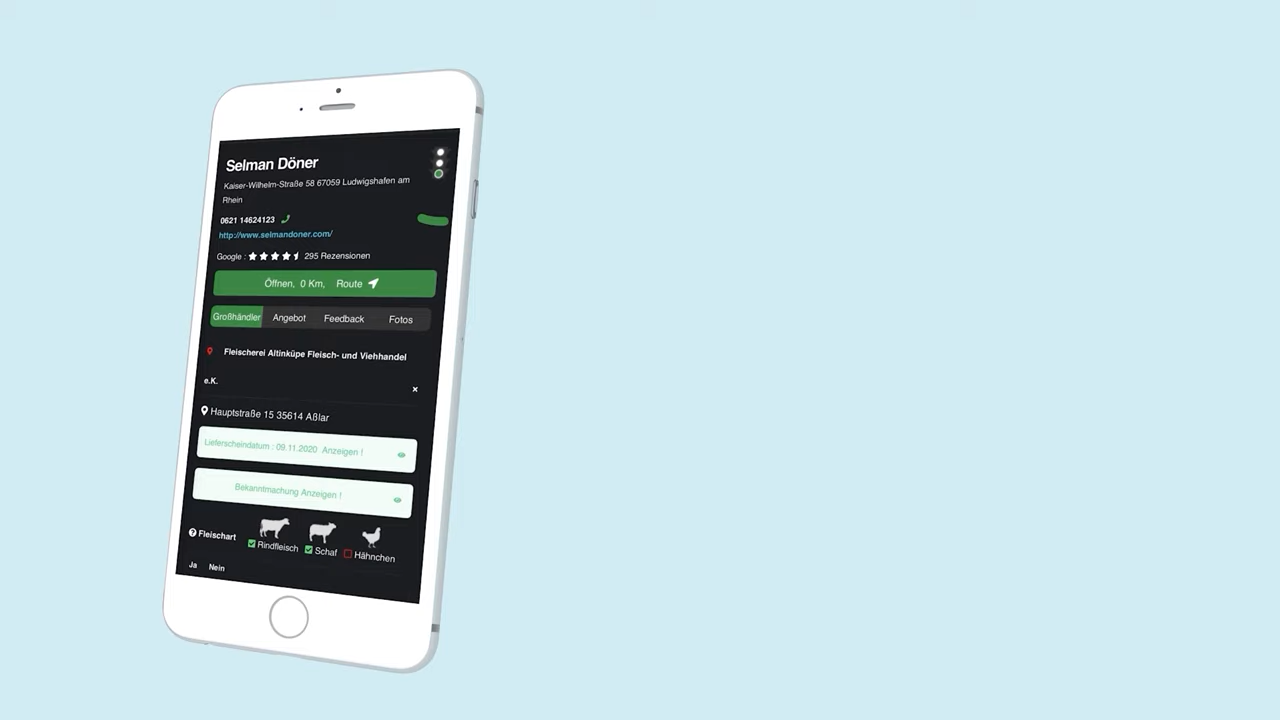 Selman Döner
Kaiser-Wilhelm-Straße 58 67059 Ludwigshafen am
Rhein
0621 14624123
http://www.selmandoner.com/
Google : 295 Rezensionen
Öffnen, 0 Km, Route
Großhändler Angebot Feedback Fotos
Fleischerei Altinküpe Fleisch- und Viehhandel
e.K. ×
Hauptstraße 15 35614 Aßlar
Lieferscheindatum : 09.11.2020 Anzeigen !
Bekanntmachung Anzeigen !
Fleischart Rindfleisch Schaf Hähnchen
Ja Nein